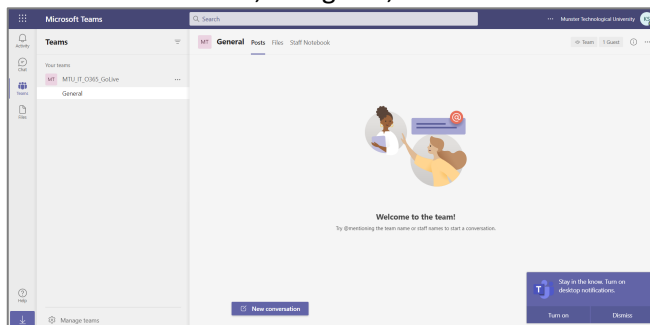 Microsoft Teams
Search
Munster Technological University
KS
Activity
Chat
Teams
Files
Help
Teams
Your teams
MT MTU_IT_O365_GoLive
General
Manage teams
MT General Posts Files Staff Notebook
Team 1 Guest
@
Welcome to the team!
Try @mentioning the team name or staff names to start a conversation.
New conversation
Stay in the know. Turn on
desktop notifications.
Turn on Dismiss